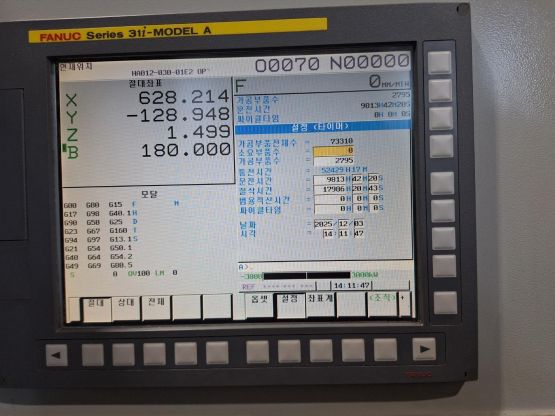 FANUC Series 31i-MODEL A
현재위치
HA012-030-01E2 OP
O0070 N00000
절대좌표
X 628.214
Y -128.948
Z 1.499
B 180.000
F 0 MM/MIN
가공부품수 2795
운전시간 9013H42M20S
싸이클타임 0H 0M 0S
설정 (타이머)
가공부품전체수 = 73310
소요부품수 = 0
가공부품수 = 2795
통전시간 = 52429H17M
운전시간 = 9013H42M20S
절삭시간 = 17906H20M43S
범용적산시간 = 0H 0M 0S
싸이클타임 = 0H 0M 0S
날짜 = 2025/12/03
시각 = 14:11:47
모달
G00 G80 G15 F M
G17 G98 G40.1 H
G90 G50 G25 D
G23 G67 G160 T
G94 G97 G13.1 S
G21 G54 G50.1
G40 G64 G54.2
G49 G69 G80.5
S 0 OV100 LM 0
A>
REF
14:11:47
절대 상대 전체
옵셋 설정 좌표계 (조작) +
FANUC